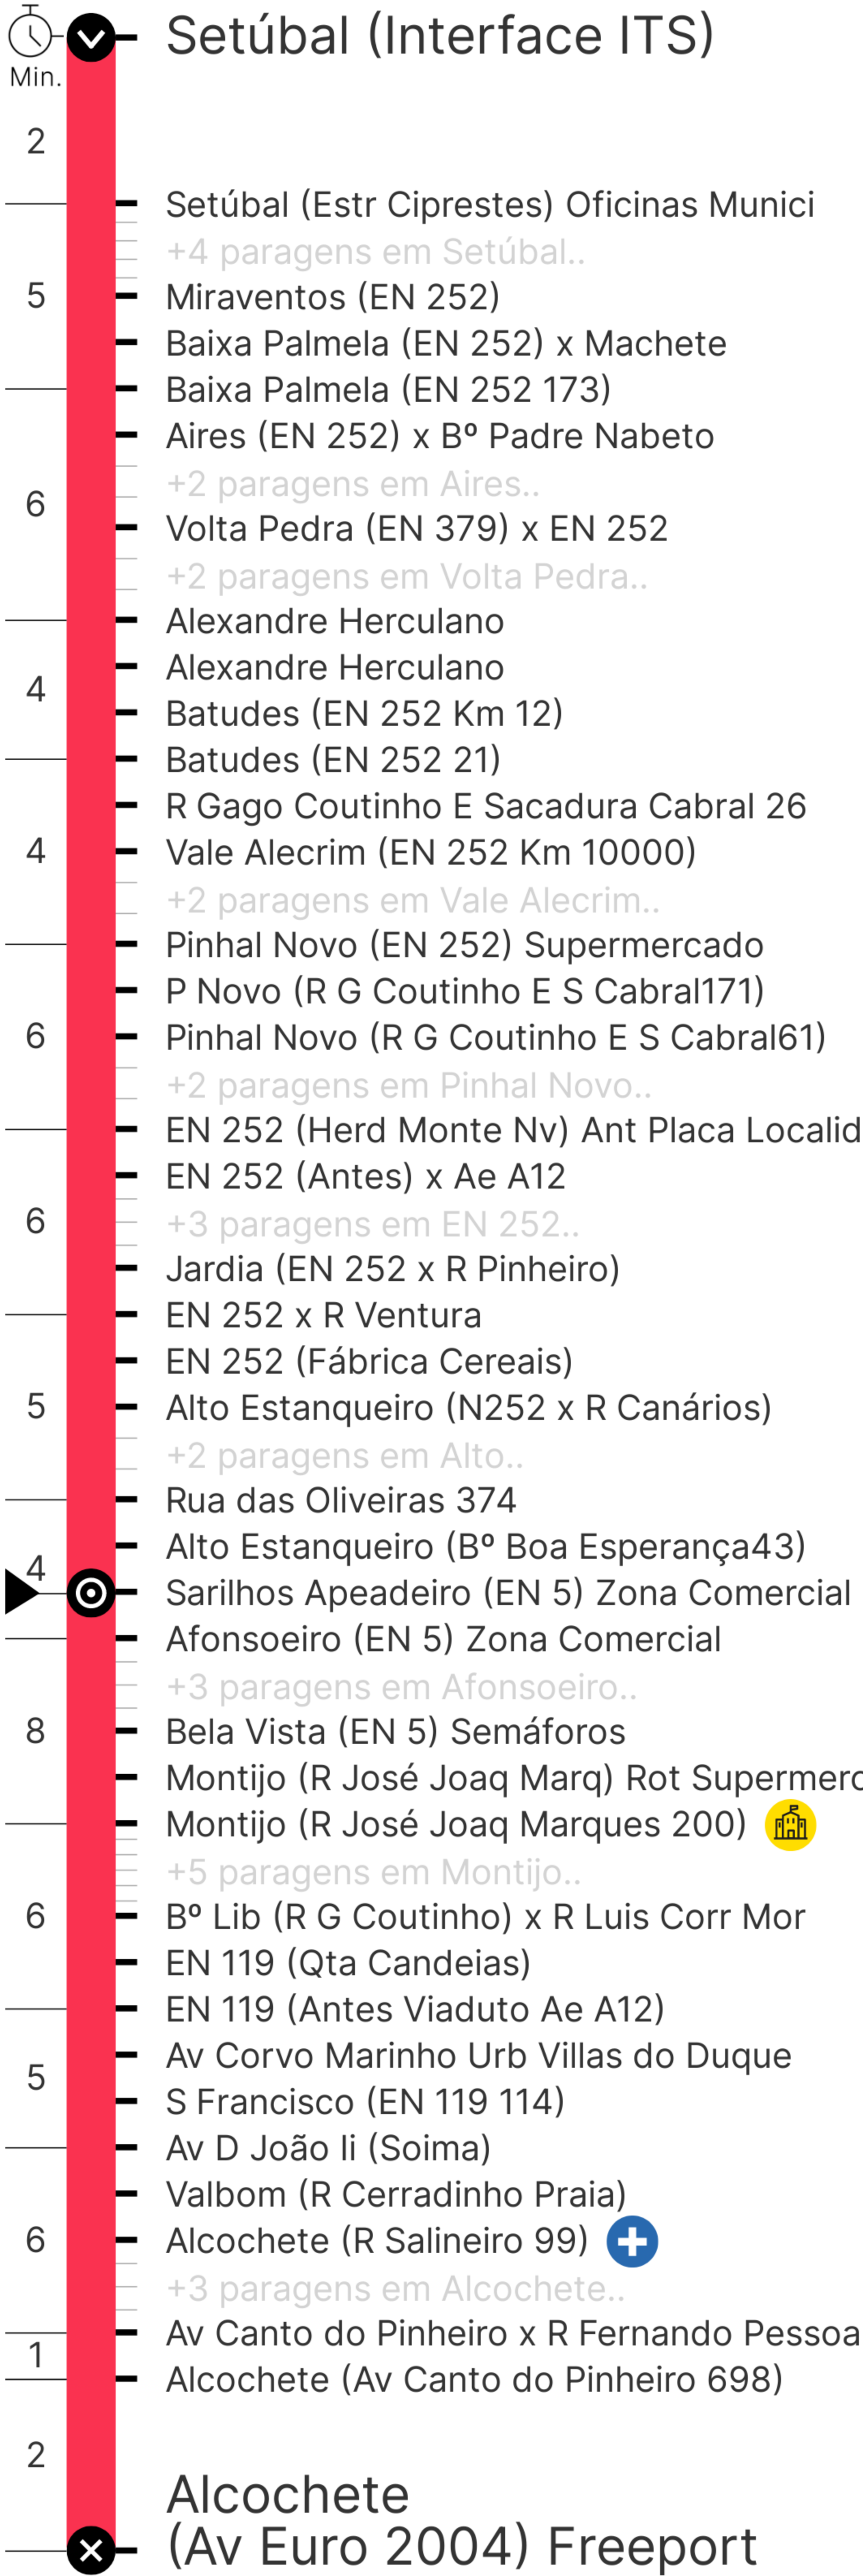 Setúbal (Interface ITS)
Min.
2
Setúbal (Estr Ciprestes) Oficinas Munici
+4 paragens em Setúbal..
5
Miraventos (EN 252)
Baixa Palmela (EN 252) x Machete
Baixa Palmela (EN 252 173)
Aires (EN 252) x Bº Padre Nabeto
+2 paragens em Aires..
6
Volta Pedra (EN 379) x EN 252
+2 paragens em Volta Pedra..
Alexandre Herculano
Alexandre Herculano
4
Batudes (EN 252 Km 12)
Batudes (EN 252 21)
R Gago Coutinho E Sacadura Cabral 26
4
Vale Alecrim (EN 252 Km 10000)
+2 paragens em Vale Alecrim..
Pinhal Novo (EN 252) Supermercado
P Novo (R G Coutinho E S Cabral171)
6
Pinhal Novo (R G Coutinho E S Cabral61)
+2 paragens em Pinhal Novo..
EN 252 (Herd Monte Nv) Ant Placa Localid
EN 252 (Antes) x Ae A12
6
+3 paragens em EN 252..
Jardia (EN 252 x R Pinheiro)
EN 252 x R Ventura
EN 252 (Fábrica Cereais)
5
Alto Estanqueiro (N252 x R Canários)
+2 paragens em Alto..
Rua das Oliveiras 374
Alto Estanqueiro (Bº Boa Esperança43)
4
Sarilhos Apeadeiro (EN 5) Zona Comercial
Afonsoeiro (EN 5) Zona Comercial
+3 paragens em Afonsoeiro..
8
Bela Vista (EN 5) Semáforos
Montijo (R José Joaq Marq) Rot Supermerc
Montijo (R José Joaq Marques 200)
+5 paragens em Montijo..
6
Bº Lib (R G Coutinho) x R Luis Corr Mor
EN 119 (Qta Candeias)
EN 119 (Antes Viaduto Ae A12)
Av Corvo Marinho Urb Villas do Duque
5
S Francisco (EN 119 114)
Av D João Ii (Soima)
Valbom (R Cerradinho Praia)
6
Alcochete (R Salineiro 99)
+3 paragens em Alcochete..
Av Canto do Pinheiro x R Fernando Pessoa
1
Alcochete (Av Canto do Pinheiro 698)
2
Alcochete
(Av Euro 2004) Freeport